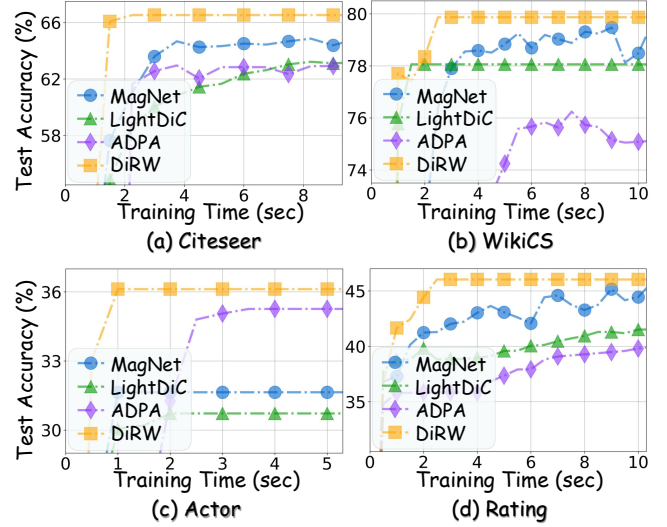 Test Accuracy (%)
66
62
58
MagNet
LightDiC
ADPA
DiRW
0 2 4 6 8
Training Time (sec)
(a) Citeseer
80
78
76
74
MagNet
LightDiC
ADPA
DiRW
0 2 4 6 8 10
Training Time (sec)
(b) WikiCS
Test Accuracy (%)
36
33
30
MagNet
LightDiC
ADPA
DiRW
0 1 2 3 4 5
Training Time (sec)
(c) Actor
45
40
35
MagNet
LightDiC
ADPA
DiRW
0 2 4 6 8 10
Training Time (sec)
(d) Rating